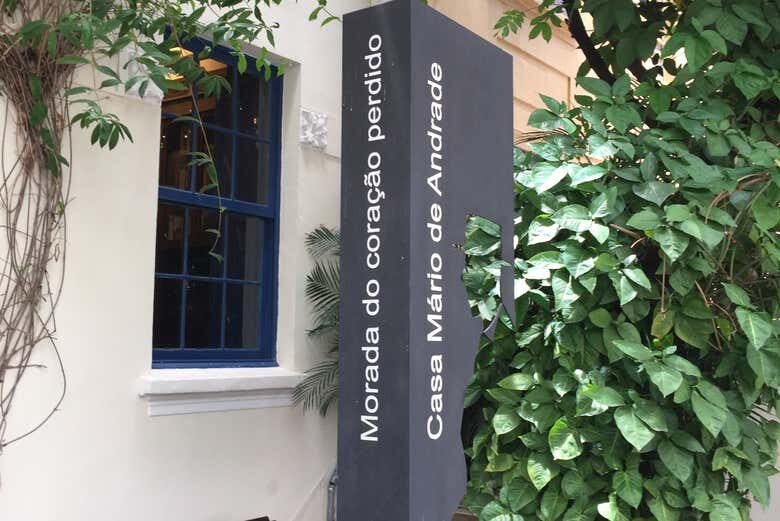 Morada do coração perdido
Casa Mário de Andrade